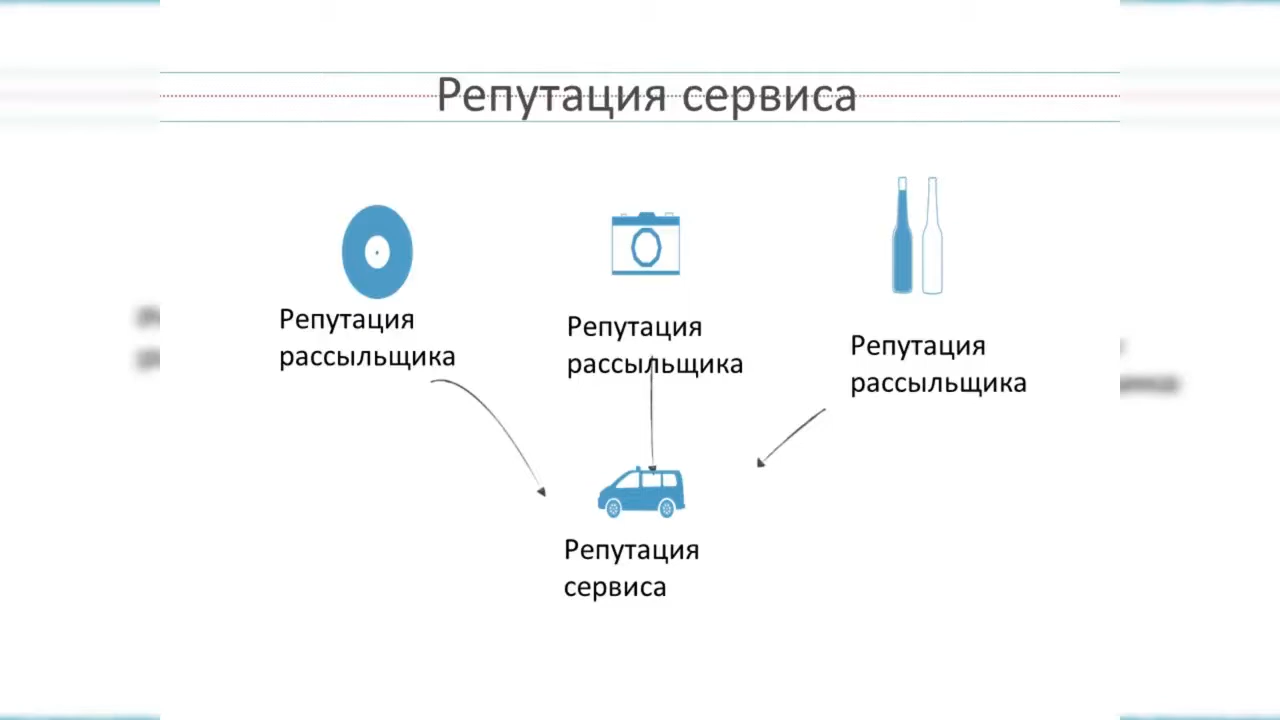 Репутация сервиса
Репутация
рассыльщика
Репутация
рассыльщика
Репутация
рассыльщика
Репутация
сервиса